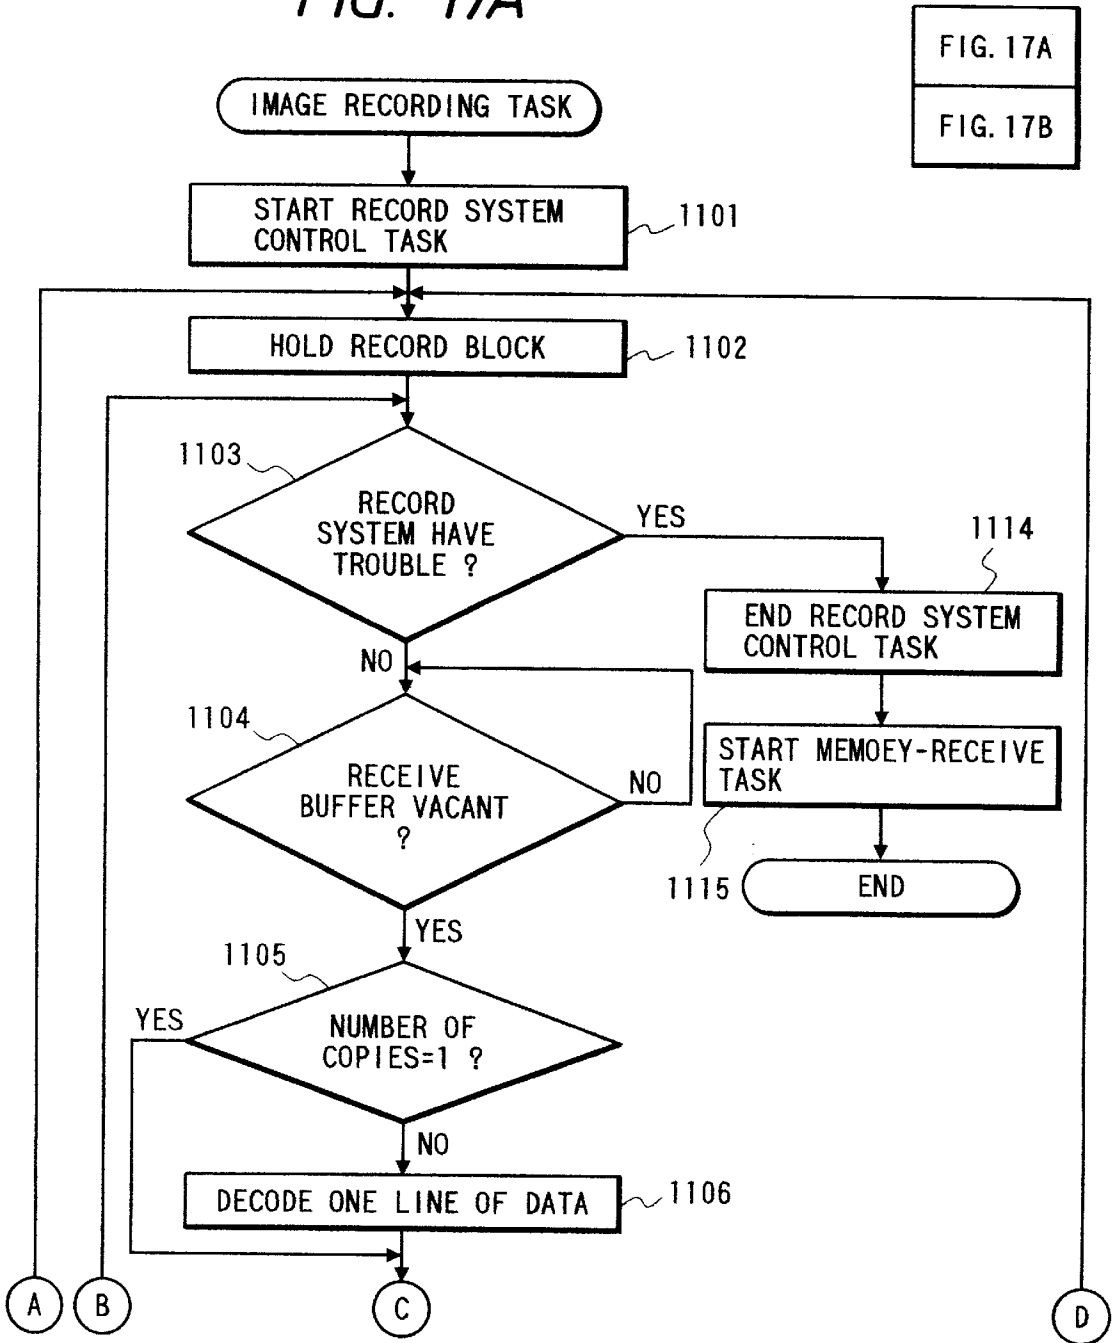 FIG. 17A
FIG. 17A
FIG. 17B
IMAGE RECORDING TASK
START RECORD SYSTEM
CONTROL TASK
1101
HOLD RECORD BLOCK
1102
1103
RECORD
SYSTEM HAVE
TROUBLE ?
YES
1114
END RECORD SYSTEM
CONTROL TASK
NO
1104
RECEIVE
BUFFER VACANT
?
NO
START MEMOEY-RECEIVE
TASK
1115
END
YES
1105
YES
NUMBER OF
COPIES=1 ?
NO
DECODE ONE LINE OF DATA
1106
A
B
C
D